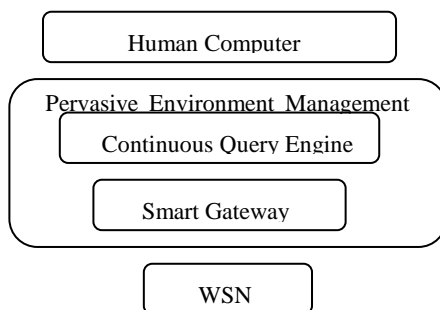 Human Computer
Pervasive Environment Management
Continuous Query Engine
Smart Gateway
WSN